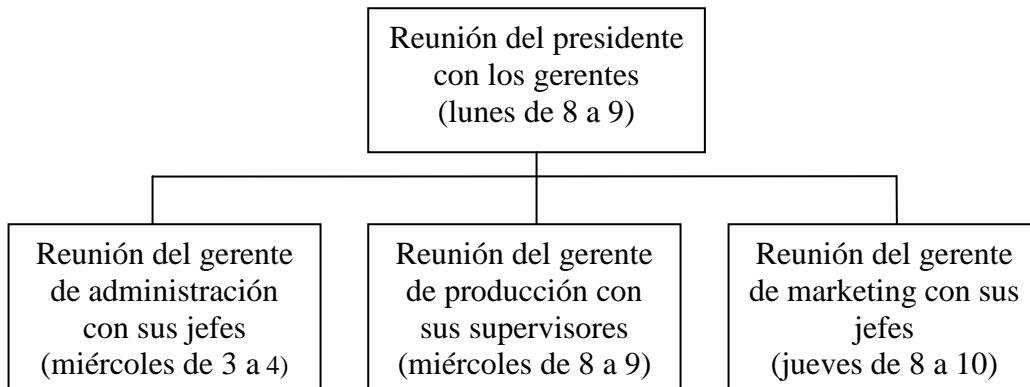 Reunión del presidente
con los gerentes
(lunes de 8 a 9)
Reunión del gerente
de administración
con sus jefes
(miércoles de 3 a 4)
Reunión del gerente
de producción con
sus supervisores
(miércoles de 8 a 9)
Reunión del gerente
de marketing con sus
jefes
(jueves de 8 a 10)